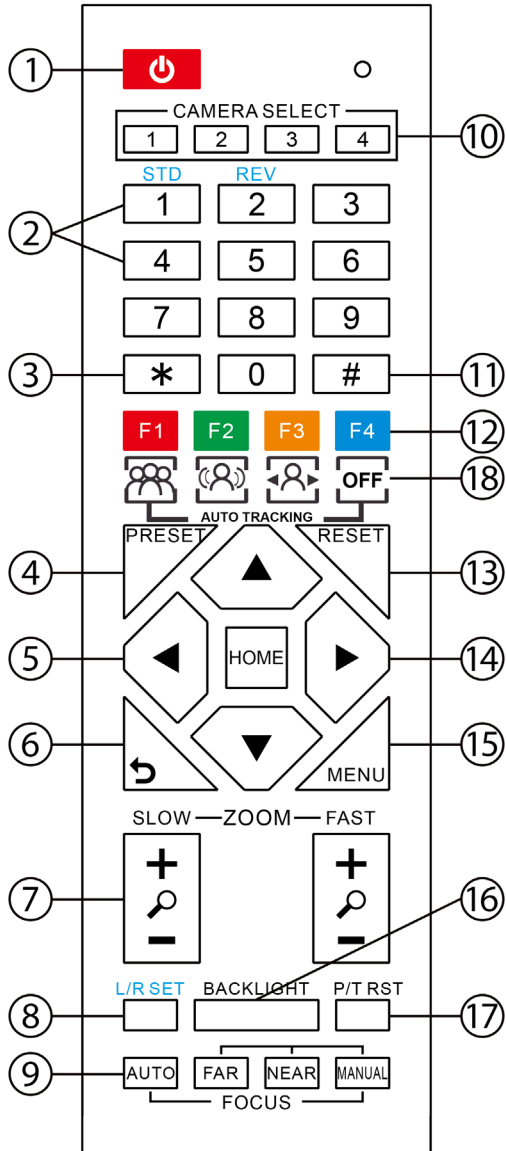 ①
CAMERA SELECT
1 2 3 4 ⑩
STD REV
② 1 2 3
4 5 6
7 8 9
③ * 0 # ⑪
F1 F2 F3 F4 ⑫
OFF ⑱
AUTO TRACKING
PRESET RESET
④ ⑬
⑤ HOME ⑭
⑥ ⑮
MENU
SLOW ZOOM FAST
+ +
⑦ ⑯
− −
L/R SET BACKLIGHT P/T RST
⑧ ⑰
⑨ AUTO FAR NEAR MANUAL
FOCUS